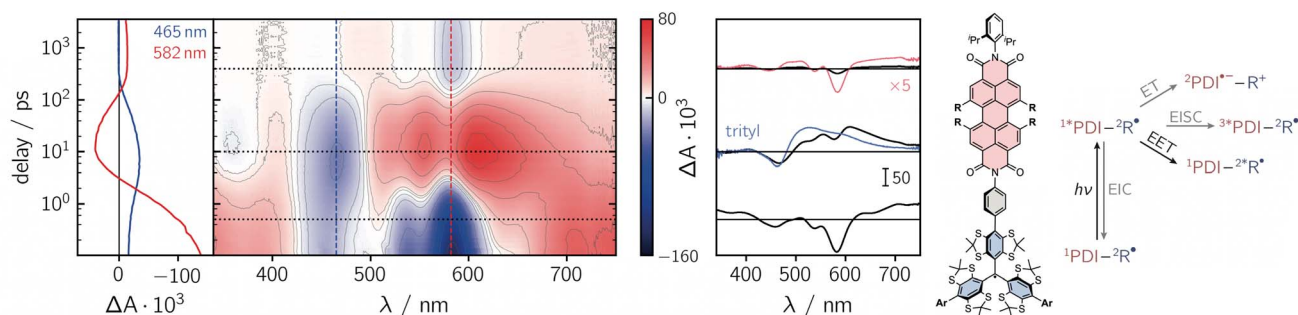 465 nm
582 nm
10³
10²
10¹
10⁰
delay / ps
0
−100
ΔA · 10³
400
500
600
700
λ / nm
80
0
−160
ΔA · 10³
×5
trityl
50
400
500
600
700
λ / nm
iPr
iPr
O
N
O
R
R
R
R
O
N
O
S
S
S
S
S
S
S
S
S
S
S
S
Ar
Ar
¹*PDI–²R•
ET
²PDI•−–R⁺
EISC
³*PDI–²R•
EET
¹PDI–²*R•
hν
EIC
¹PDI–²R•